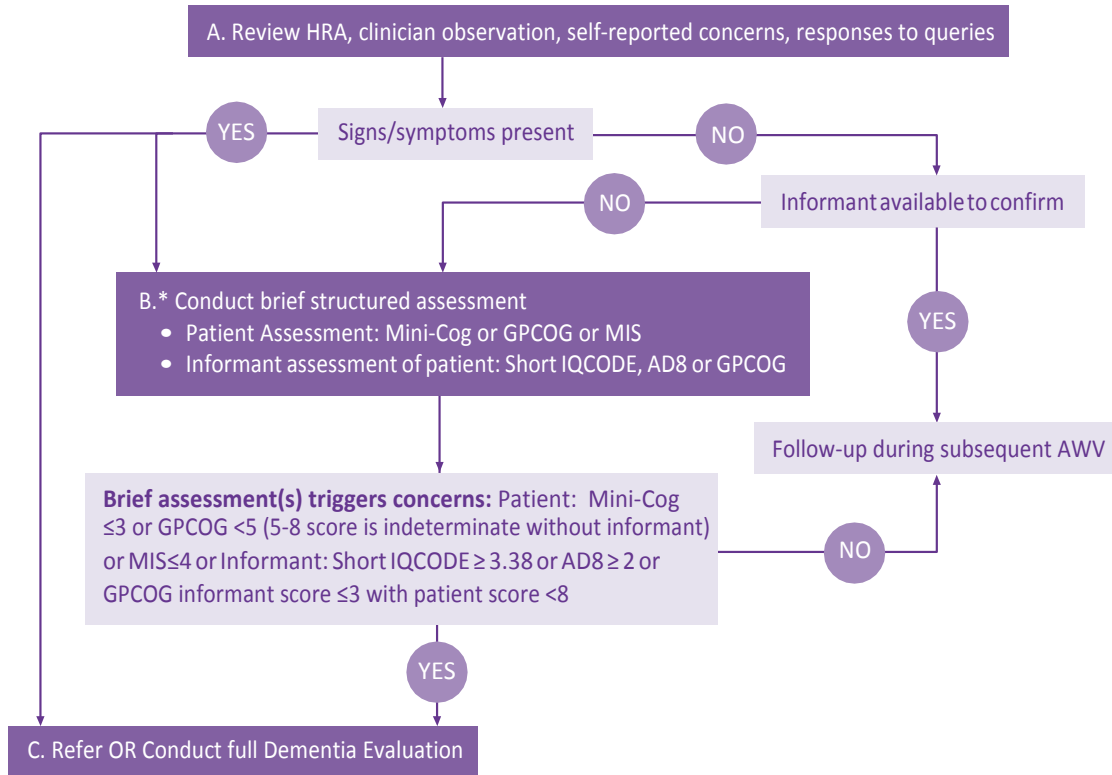 A. Review HRA, clinician observation, self-reported concerns, responses to queries
YES
Signs/symptoms present
NO
NO
Informant available to confirm
B.* Conduct brief structured assessment
• Patient Assessment: Mini-Cog or GPCOG or MIS
• Informant assessment of patient: Short IQCODE, AD8 or GPCOG
YES
Follow-up during subsequent AWV
Brief assessment(s) triggers concerns: Patient: Mini-Cog
≤3 or GPCOG <5 (5-8 score is indeterminate without informant)
or MIS≤4 or Informant: Short IQCODE ≥ 3.38 or AD8 ≥ 2 or
GPCOG informant score ≤3 with patient score <8
NO
YES
C. Refer OR Conduct full Dementia Evaluation